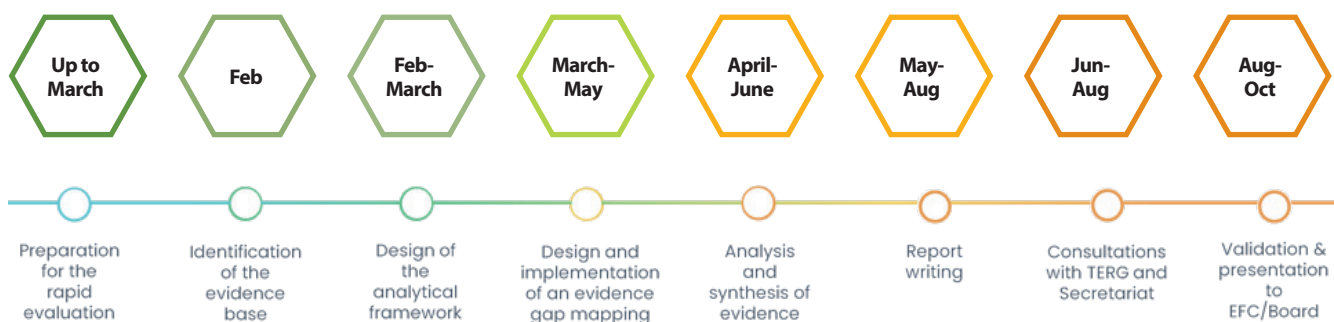 Up to
March
Feb
Feb-
March
March-
May
April-
June
May-
Aug
Jun-
Aug
Aug-
Oct
Preparation
for the
rapid
evaluation
Identification
of the
evidence
base
Design of
the
analytical
framework
Design and
implementation
of an evidence
gap mapping
Analysis
and
synthesis of
evidence
Report
writing
Consultations
with TERG and
Secretariat
Validation &
presentation
to
EFC/Board